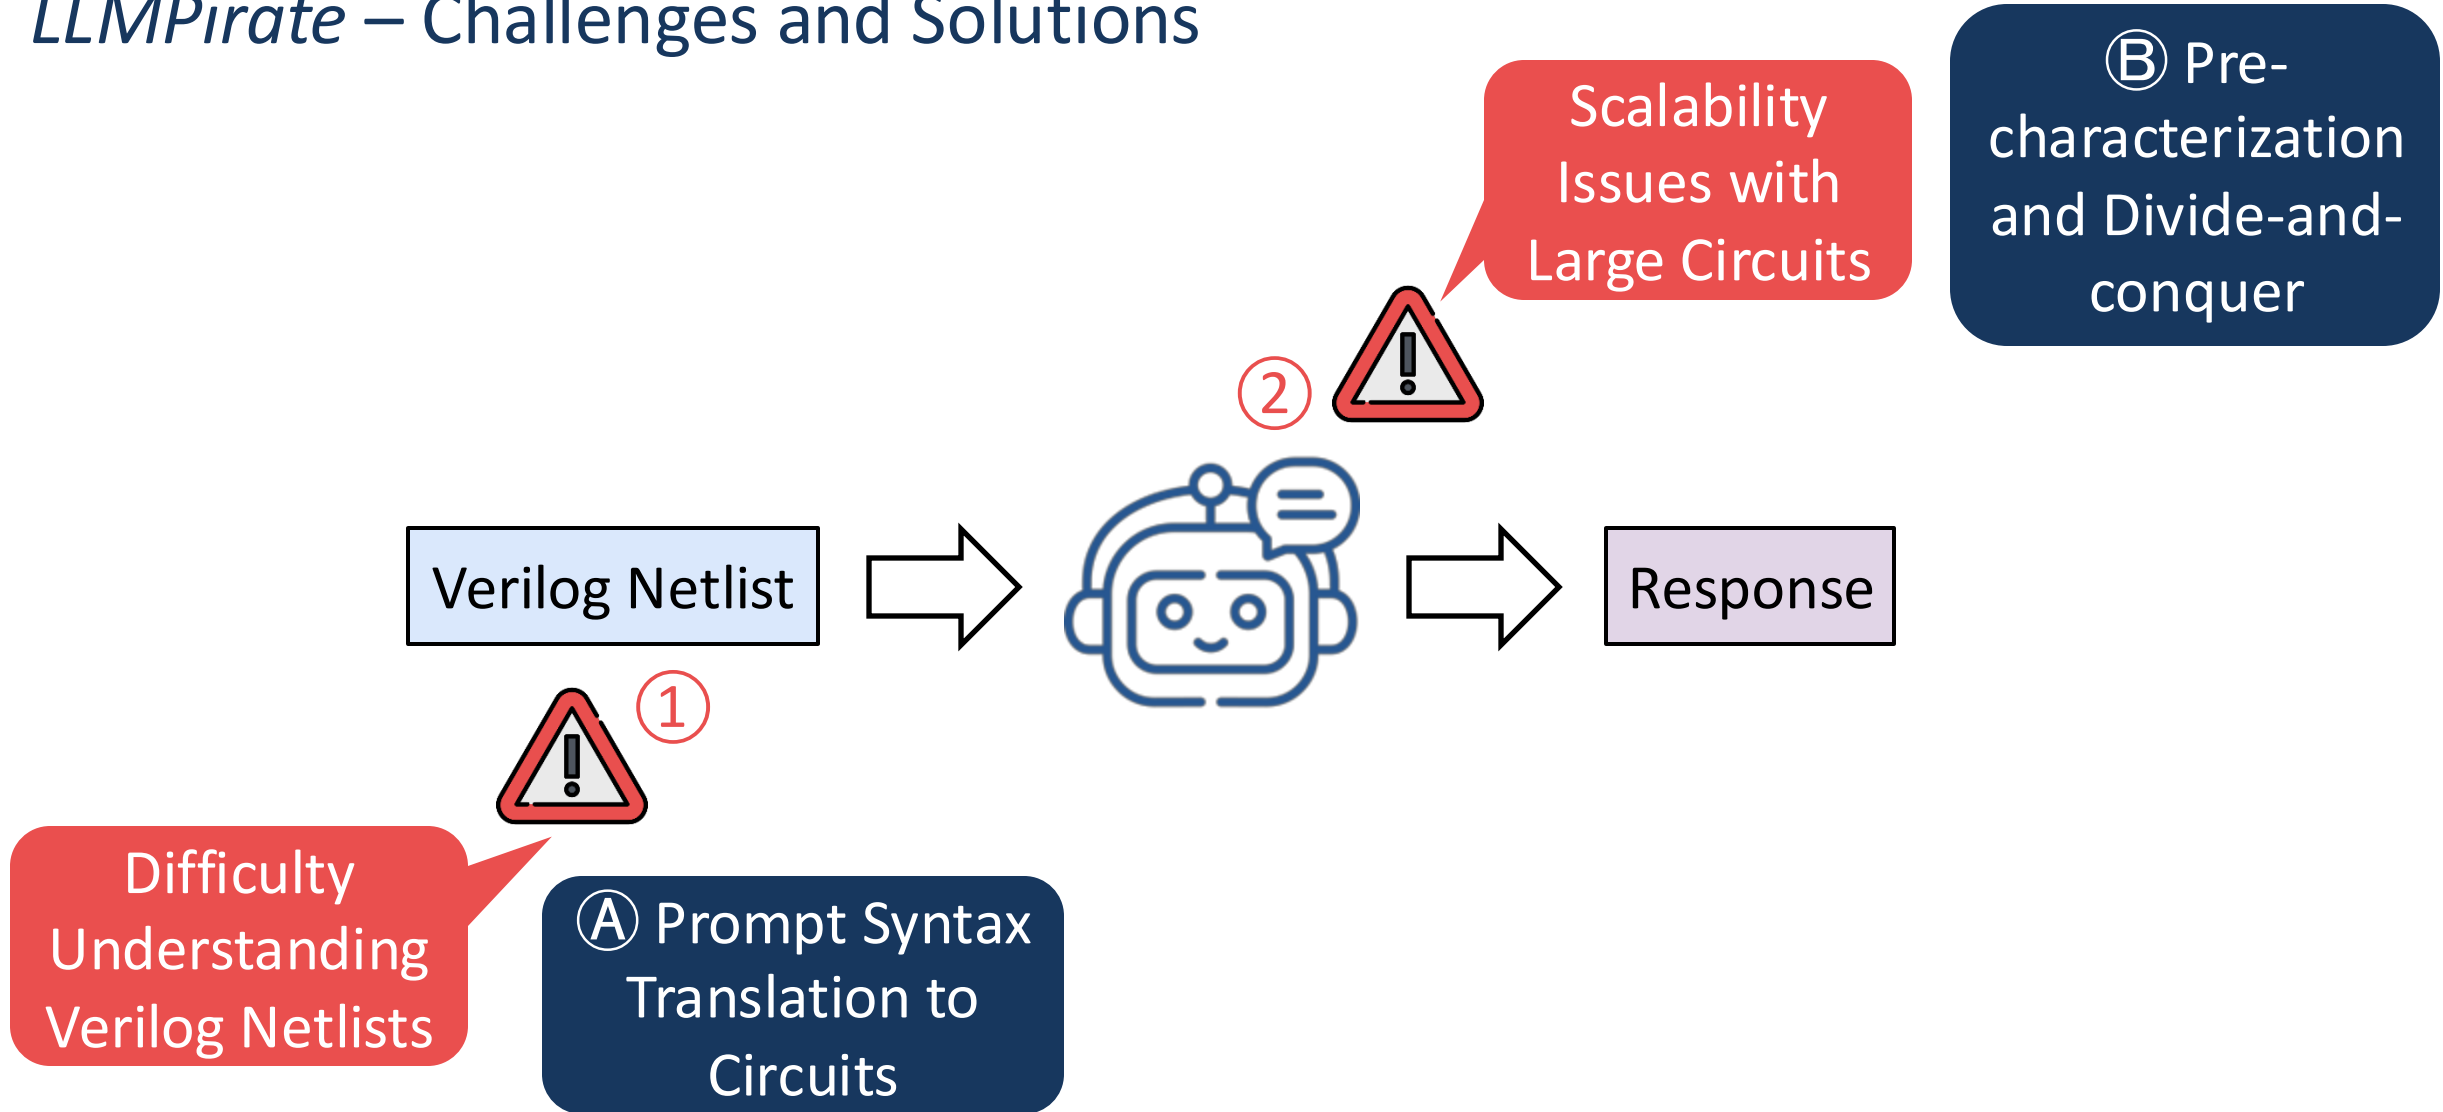 LLMPirate – Challenges and Solutions
Ⓑ Pre-
characterization
and Divide-and-
conquer
Scalability
Issues with
Large Circuits
②
Verilog Netlist
Response
①
Difficulty
Understanding
Verilog Netlists
Ⓐ Prompt Syntax
Translation to
Circuits